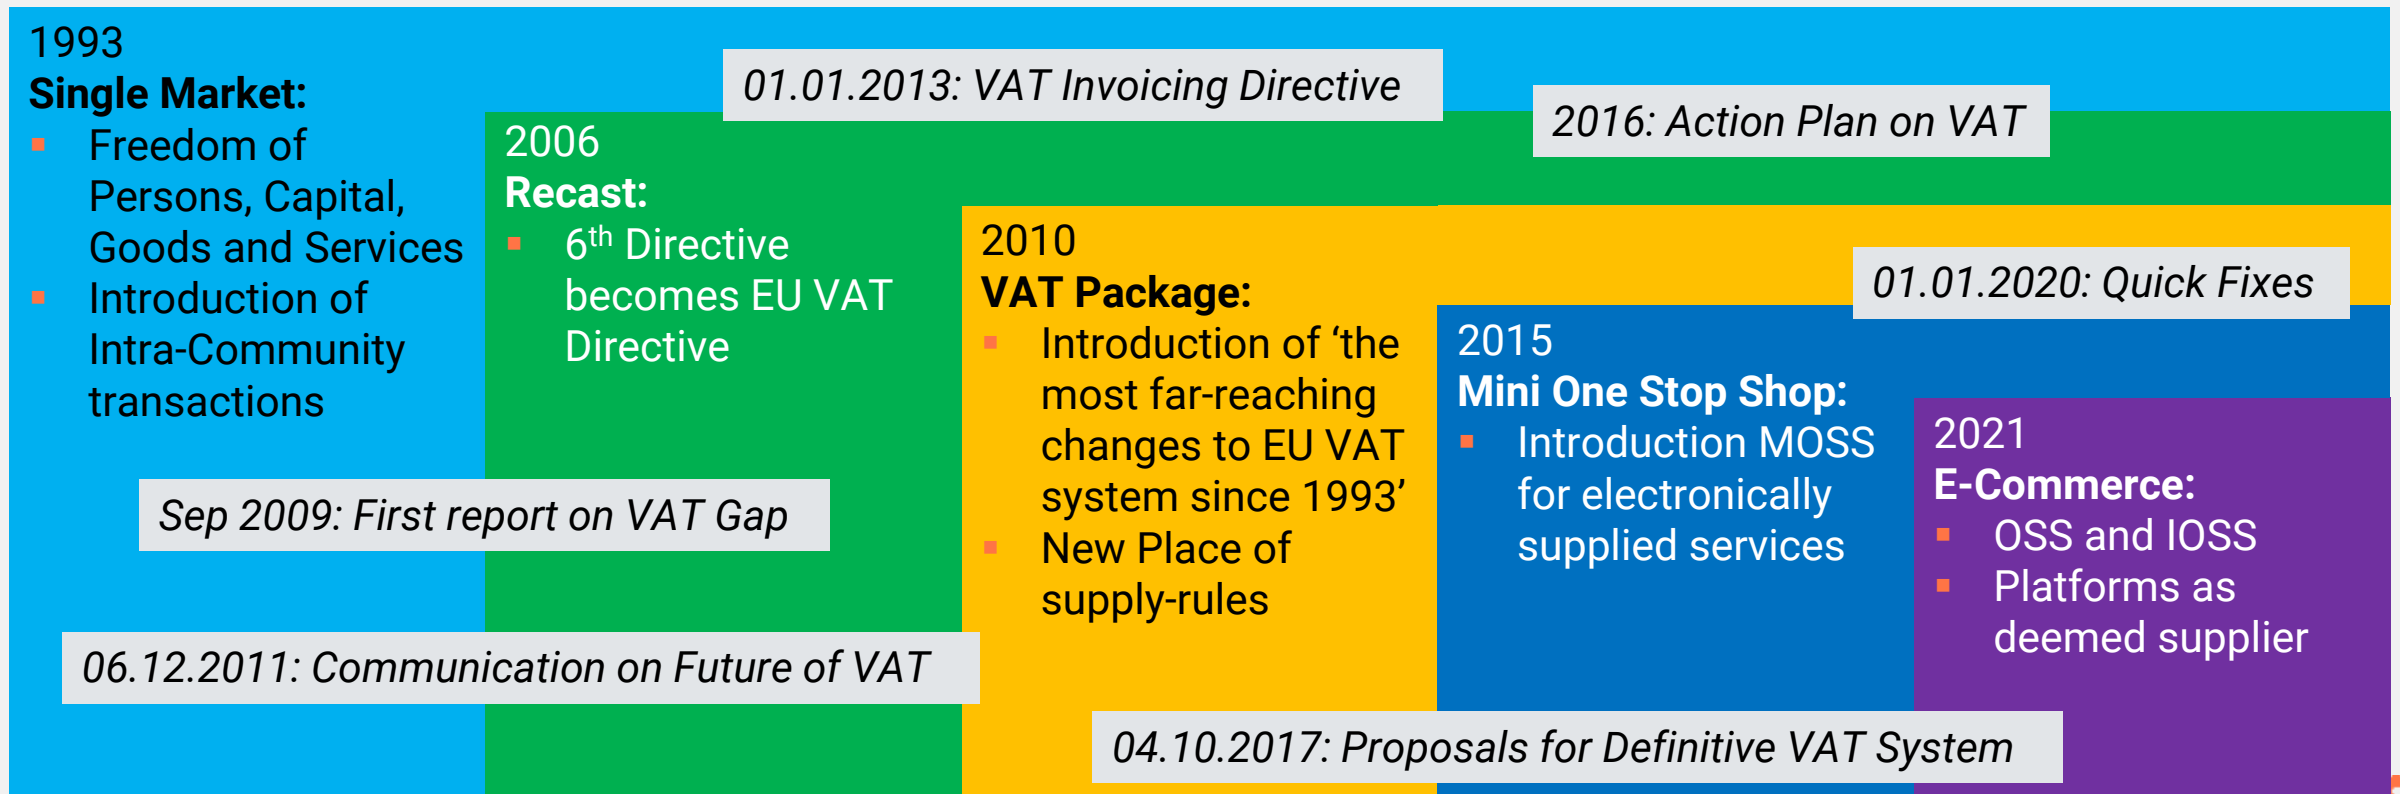 1993
Single Market:
▪ Freedom of
Persons, Capital,
Goods and Services
▪ Introduction of
Intra-Community
transactions
01.01.2013: VAT Invoicing Directive
2016: Action Plan on VAT
2006
Recast:
▪ 6th Directive
becomes EU VAT
Directive
Sep 2009: First report on VAT Gap
06.12.2011: Communication on Future of VAT
2010
VAT Package:
▪ Introduction of ‘the
most far-reaching
changes to EU VAT
system since 1993’
▪ New Place of
supply-rules
01.01.2020: Quick Fixes
2015
Mini One Stop Shop:
▪ Introduction MOSS
for electronically
supplied services
2021
E-Commerce:
▪ OSS and IOSS
▪ Platforms as
deemed supplier
04.10.2017: Proposals for Definitive VAT System